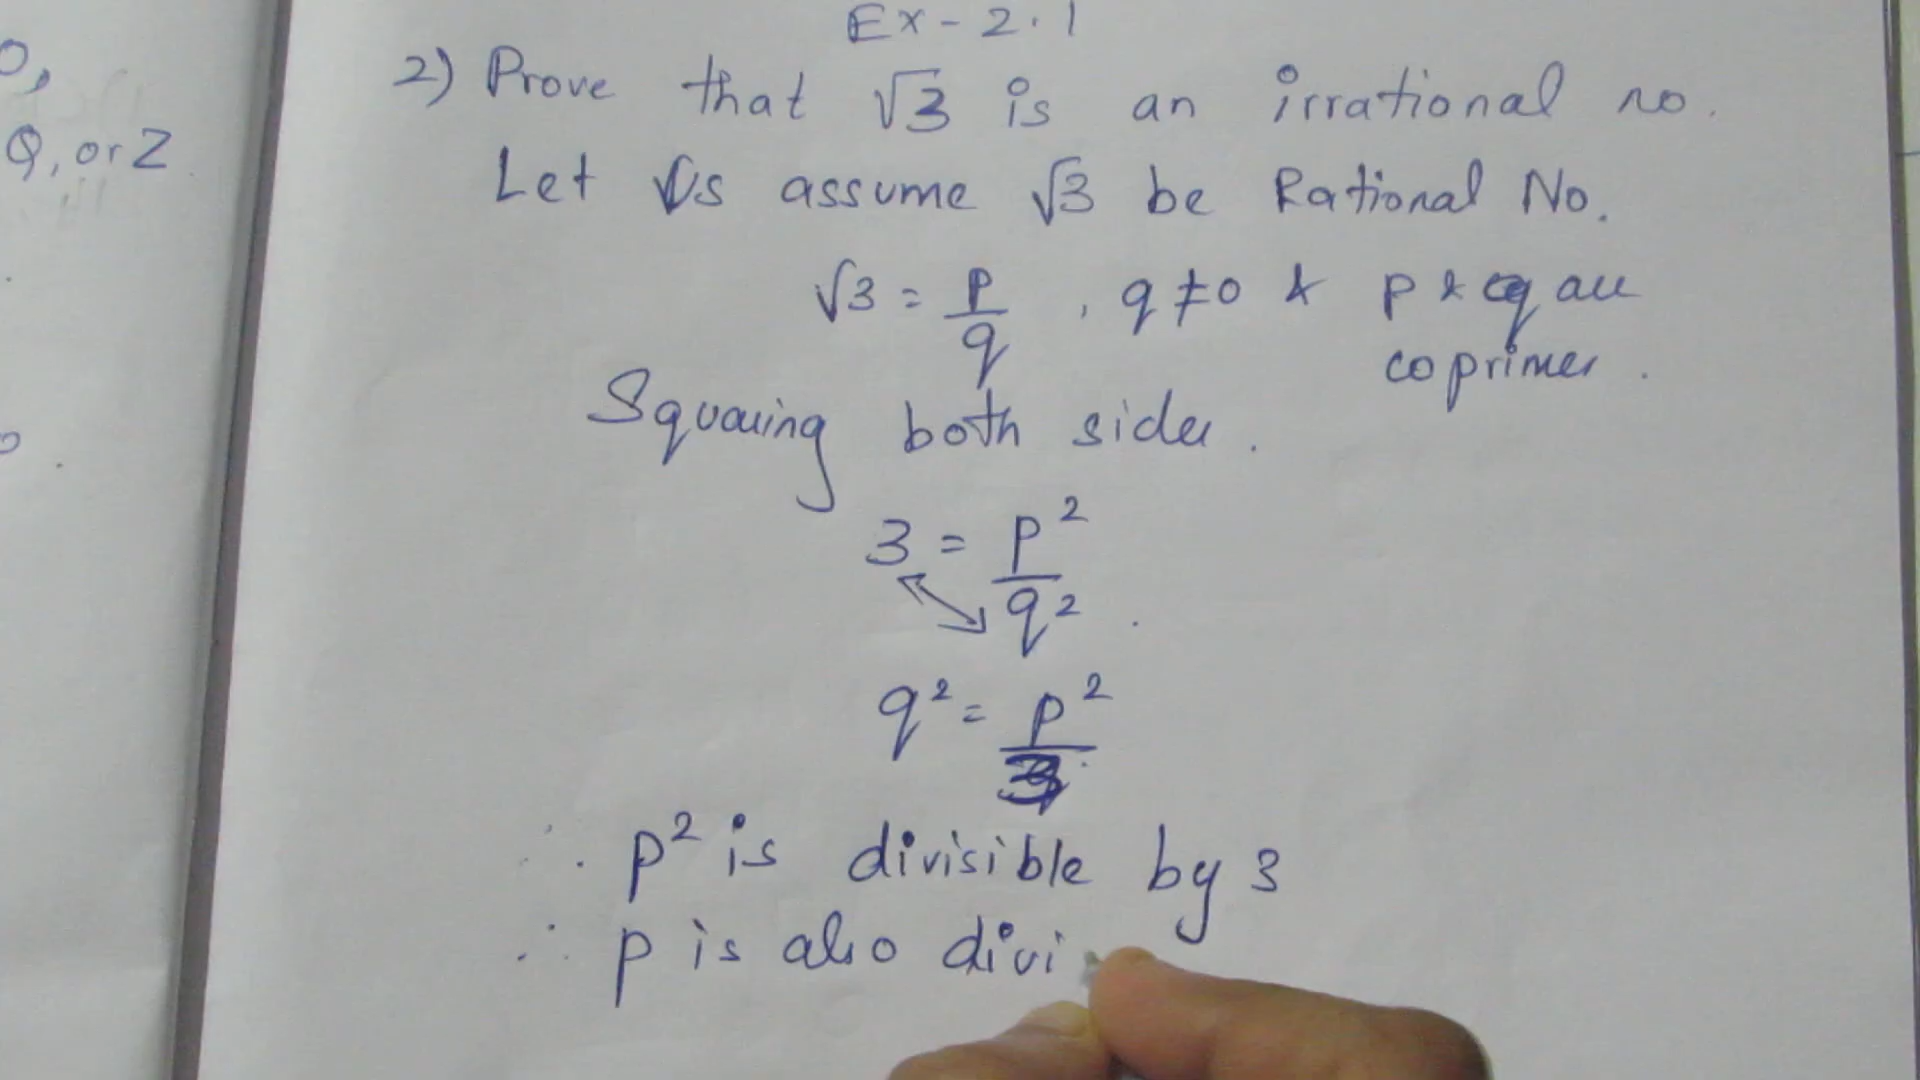 O,
Q, or Z
Ex - 2.1
2) Prove that √3 is an irrational no.
Let Us assume √3 be Rational No.
√3 = p/q , q ≠ 0 & p & q are
coprimes.
Squaring both sides.
3 = p²/q²
q² = p²/3
∴ p² is divisible by 3
∴ p is also divi